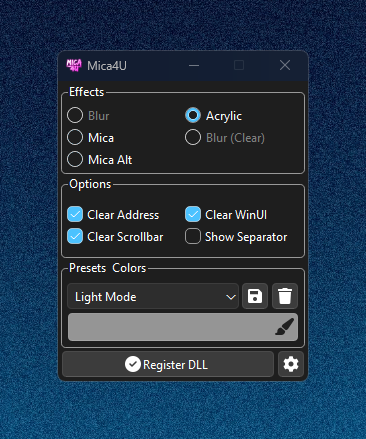 MICA 4U Mica4U
Effects
Blur Acrylic
Mica Blur (Clear)
Mica Alt
Options
Clear Address Clear WinUI
Clear Scrollbar Show Separator
Presets Colors
Light Mode
Register DLL